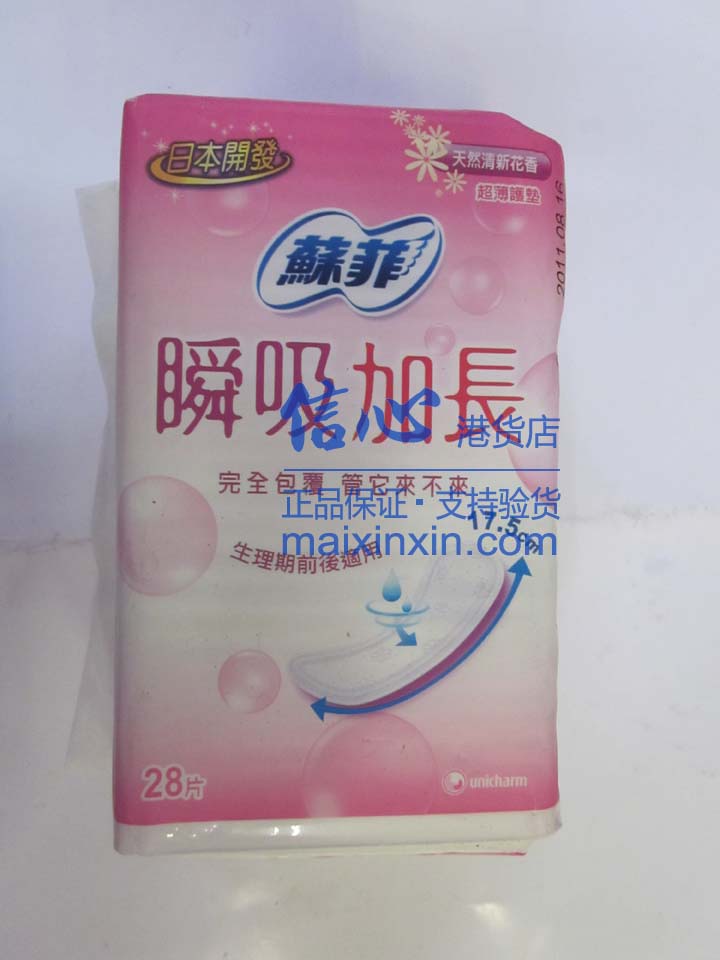 日本開發
天然清新花香
超薄護墊
2011.08.16
蘇菲
瞬吸加長
信心 港货店
完全包覆 管它來不來
正品保证·支持验货
17.5cm
maixinxin.com
生理期前後適用
28片
unicharm